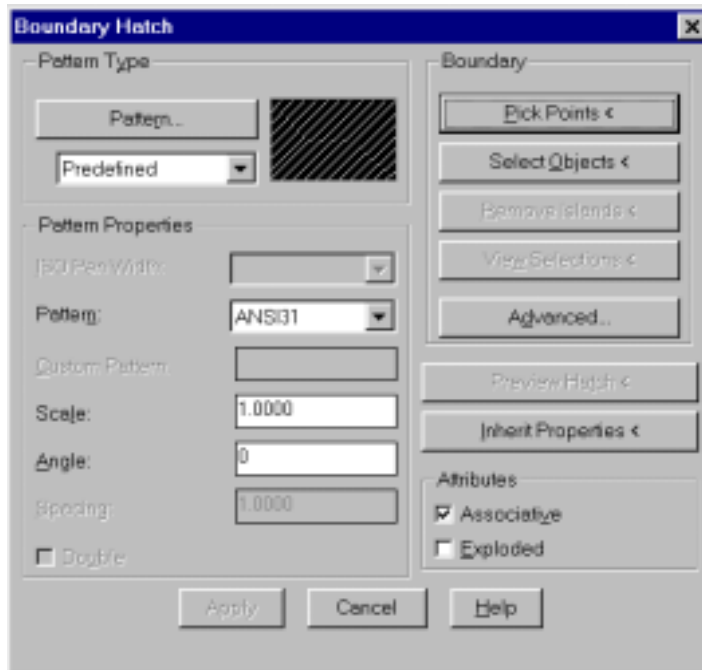 Boundary Hatch
Pattern Type
Pattern...
Predefined
Pattern Properties
ISO Pen Width:
Pattern:
ANSI31
Custom Pattern:
Scale:
1.0000
Angle:
0
Spacing:
1.0000
Double
Boundary
Pick Points <
Select Objects <
Remove Islands <
View Selections <
Advanced...
Preview Hatch <
Inherit Properties <
Attributes
Associative
Exploded
Apply
Cancel
Help